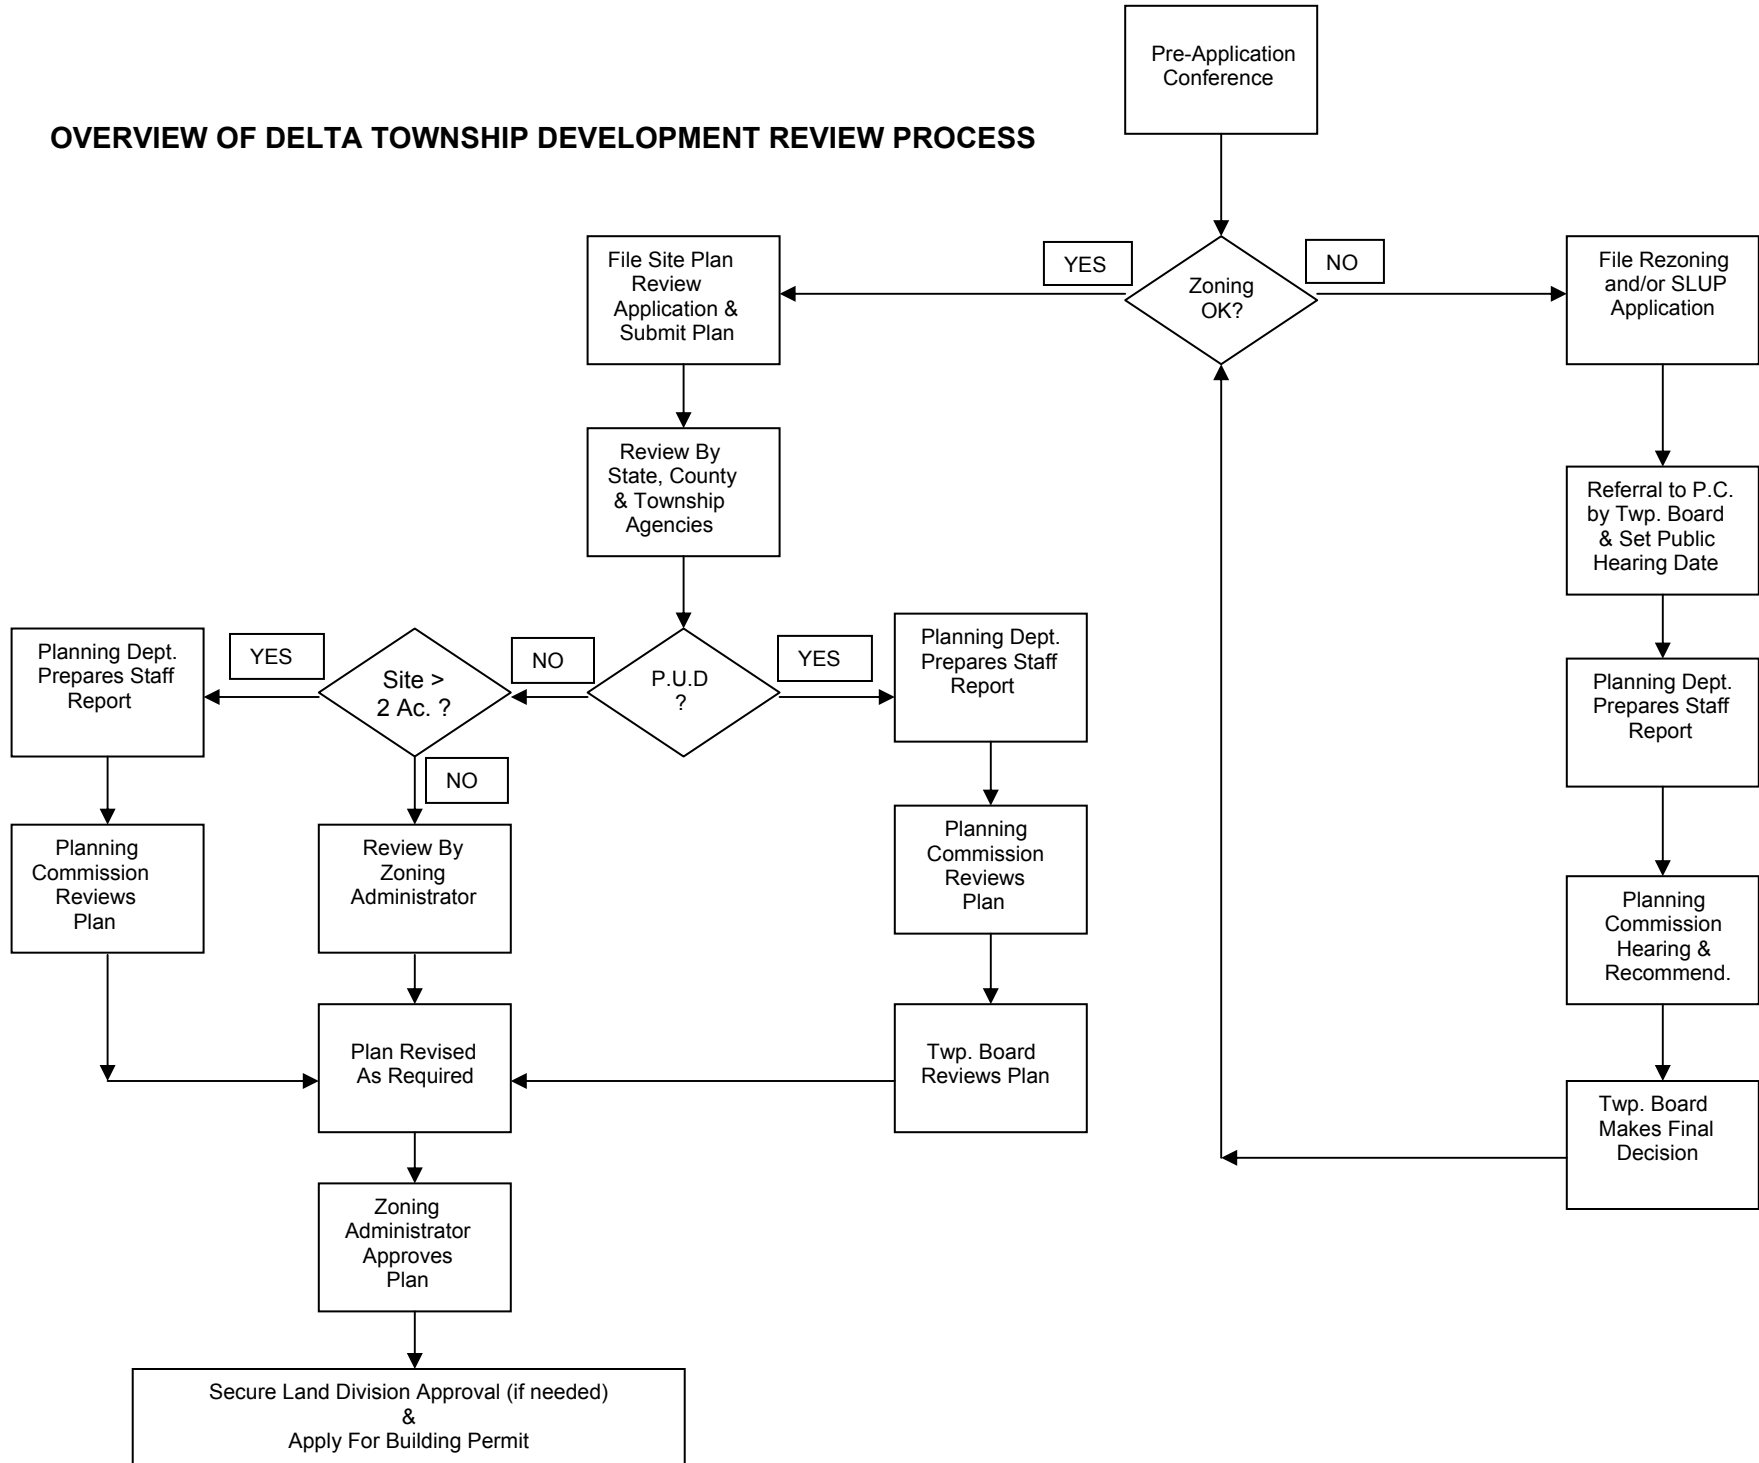 Pre-Application
Conference
OVERVIEW OF DELTA TOWNSHIP DEVELOPMENT REVIEW PROCESS
File Site Plan
Review
Application &
Submit Plan
YES
Zoning
OK?
NO
File Rezoning
and/or SLUP
Application
Review By
State, County
& Township
Agencies
Referral to P.C.
by Twp. Board
& Set Public
Hearing Date
Planning Dept.
Prepares Staff
Report
YES
Site >
2 Ac. ?
NO
P.U.D
?
YES
Planning Dept.
Prepares Staff
Report
Planning Dept.
Prepares Staff
Report
NO
Planning
Commission
Reviews
Plan
Review By
Zoning
Administrator
Planning
Commission
Reviews
Plan
Planning
Commission
Hearing &
Recommend.
Plan Revised
As Required
Twp. Board
Reviews Plan
Twp. Board
Makes Final
Decision
Zoning
Administrator
Approves
Plan
Secure Land Division Approval (if needed)
&
Apply For Building Permit